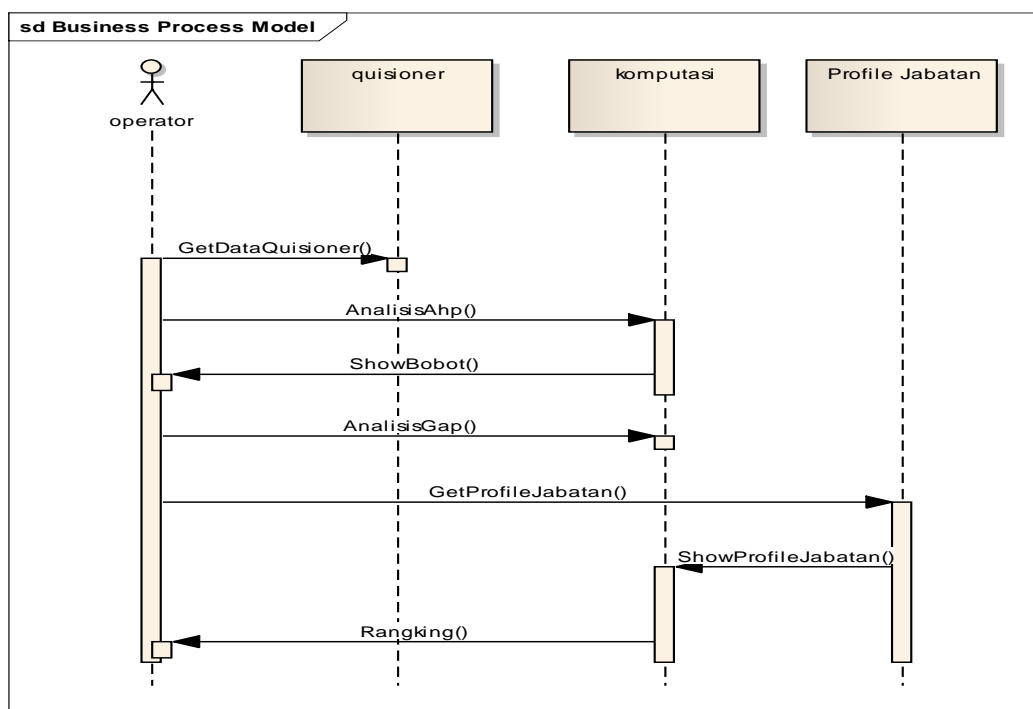 sd Business Process Model
quisioner
komputasi
Profile Jabatan
operator
GetDataQuisioner()
AnalisisAhp()
ShowBobot()
AnalisisGap()
GetProfileJabatan()
ShowProfileJabatan()
Rangking()